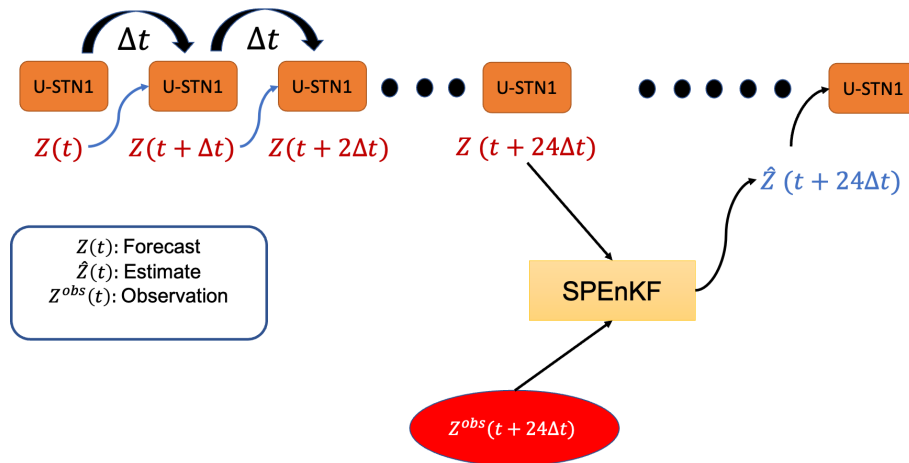 Δt Δt
U-STN1 U-STN1 U-STN1 U-STN1 U-STN1
Z(t) Z(t + Δt) Z(t + 2Δt) Z (t + 24Δt)
Ẑ (t + 24Δt)
Z(t): Forecast
Ẑ(t): Estimate
Z^{obs}(t): Observation
SPEnKF
Z^{obs}(t + 24Δt)